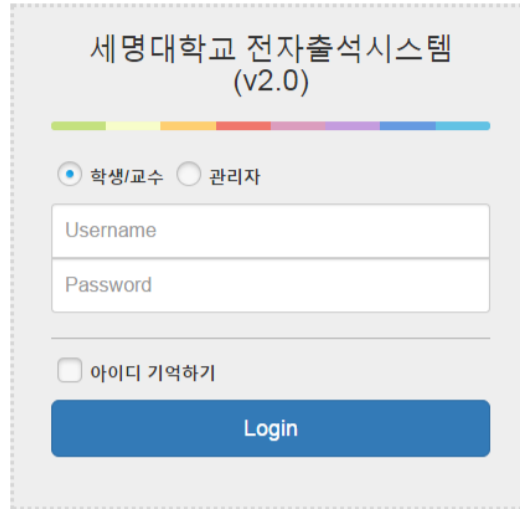 세명대학교 전자출석시스템
(v2.0)
학생/교수 관리자
Username
Password
아이디 기억하기
Login